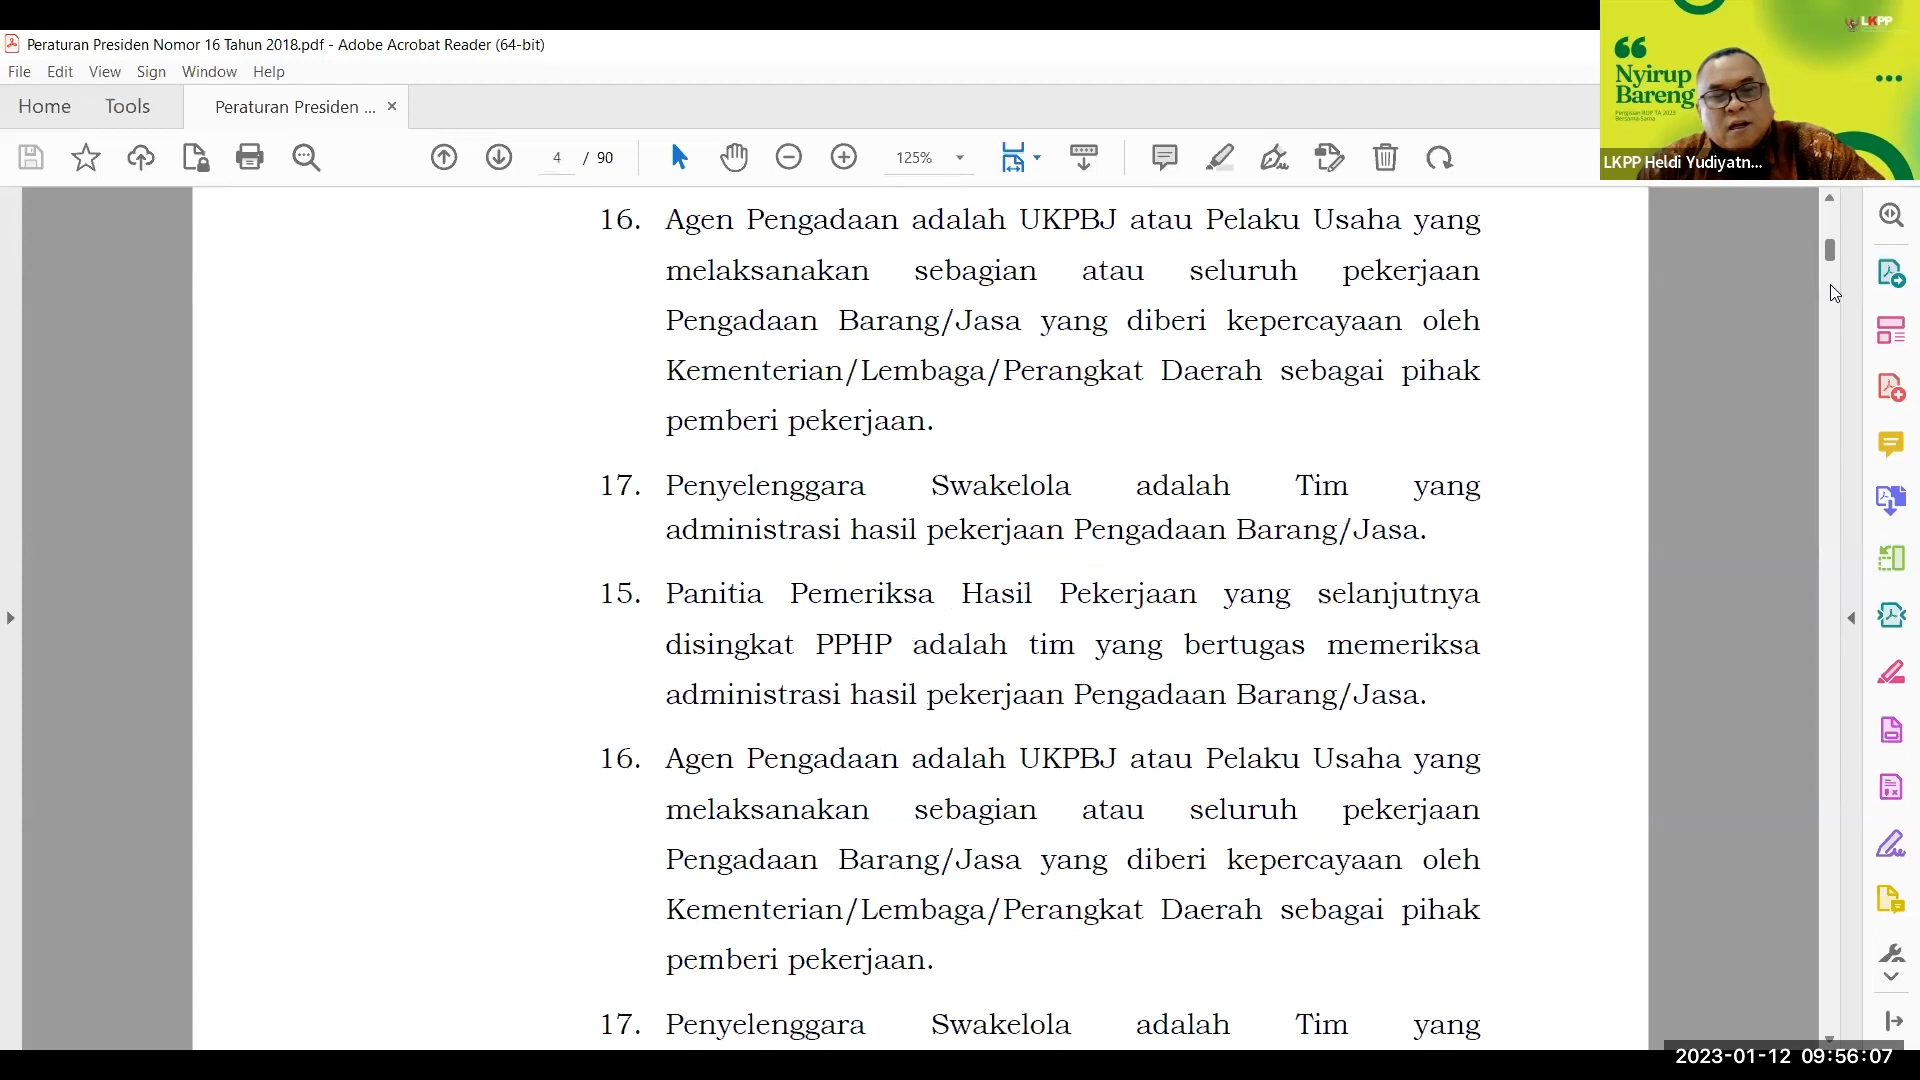 Peraturan Presiden Nomor 16 Tahun 2018.pdf - Adobe Acrobat Reader (64-bit)
File Edit View Sign Window Help
Home Tools Peraturan Presiden ... ×
4 / 90 125%
16. Agen Pengadaan adalah UKPBJ atau Pelaku Usaha yang
melaksanakan sebagian atau seluruh pekerjaan
Pengadaan Barang/Jasa yang diberi kepercayaan oleh
Kementerian/Lembaga/Perangkat Daerah sebagai pihak
pemberi pekerjaan.
17. Penyelenggara Swakelola adalah Tim yang
administrasi hasil pekerjaan Pengadaan Barang/Jasa.
15. Panitia Pemeriksa Hasil Pekerjaan yang selanjutnya
disingkat PPHP adalah tim yang bertugas memeriksa
administrasi hasil pekerjaan Pengadaan Barang/Jasa.
16. Agen Pengadaan adalah UKPBJ atau Pelaku Usaha yang
melaksanakan sebagian atau seluruh pekerjaan
Pengadaan Barang/Jasa yang diberi kepercayaan oleh
Kementerian/Lembaga/Perangkat Daerah sebagai pihak
pemberi pekerjaan.
17. Penyelenggara Swakelola adalah Tim yang
LKPP
Nyirup
Bareng
Pengisian RUP TA 2023
Bersama-Sama
LKPP Heldi Yudiyatn...
2023-01-12 09:56:07